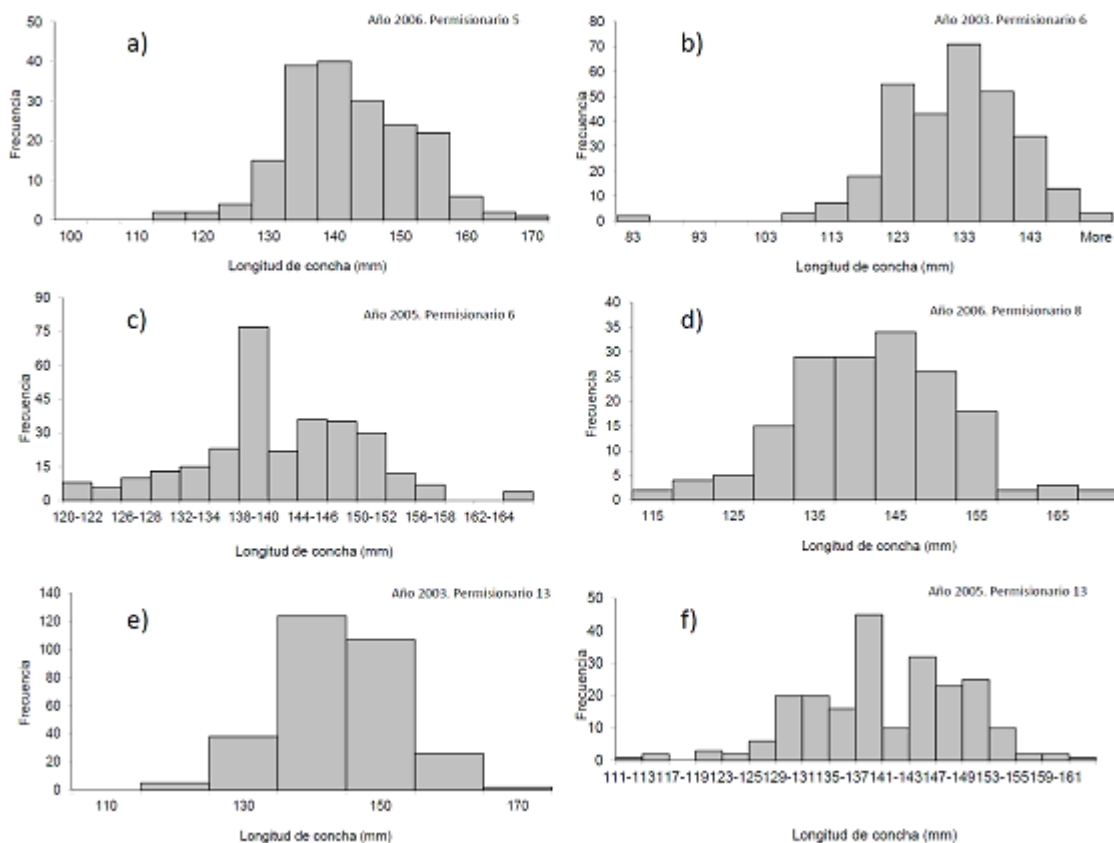 Año 2006. Permisionario 5
a)
50
40
30
20
10
0
Frecuencia
100 110 120 130 140 150 160 170
Longitud de concha (mm)
Año 2003. Permisionario 6
b)
80
70
60
50
40
30
20
10
0
Frecuencia
83 93 103 113 123 133 143 More
Longitud de concha (mm)
Año 2005. Permisionario 6
c)
90
75
60
45
30
15
0
Frecuencia
120-122 126-128 132-134 138-140 144-146 150-152 156-158 162-164
Longitud de concha (mm)
Año 2006. Permisionario 8
d)
40
35
30
25
20
15
10
5
0
Frecuencia
115 125 135 145 155 165
Longitud de concha (mm)
Año 2003. Permisionario 13
e)
140
120
100
80
60
40
20
0
Frecuencia
110 130 150 170
Longitud de concha (mm)
Año 2005. Permisionario 13
f)
50
40
30
20
10
0
Frecuencia
111-113117-119123-125129-131135-137141-143147-149153-155159-161
Longitud de concha (mm)